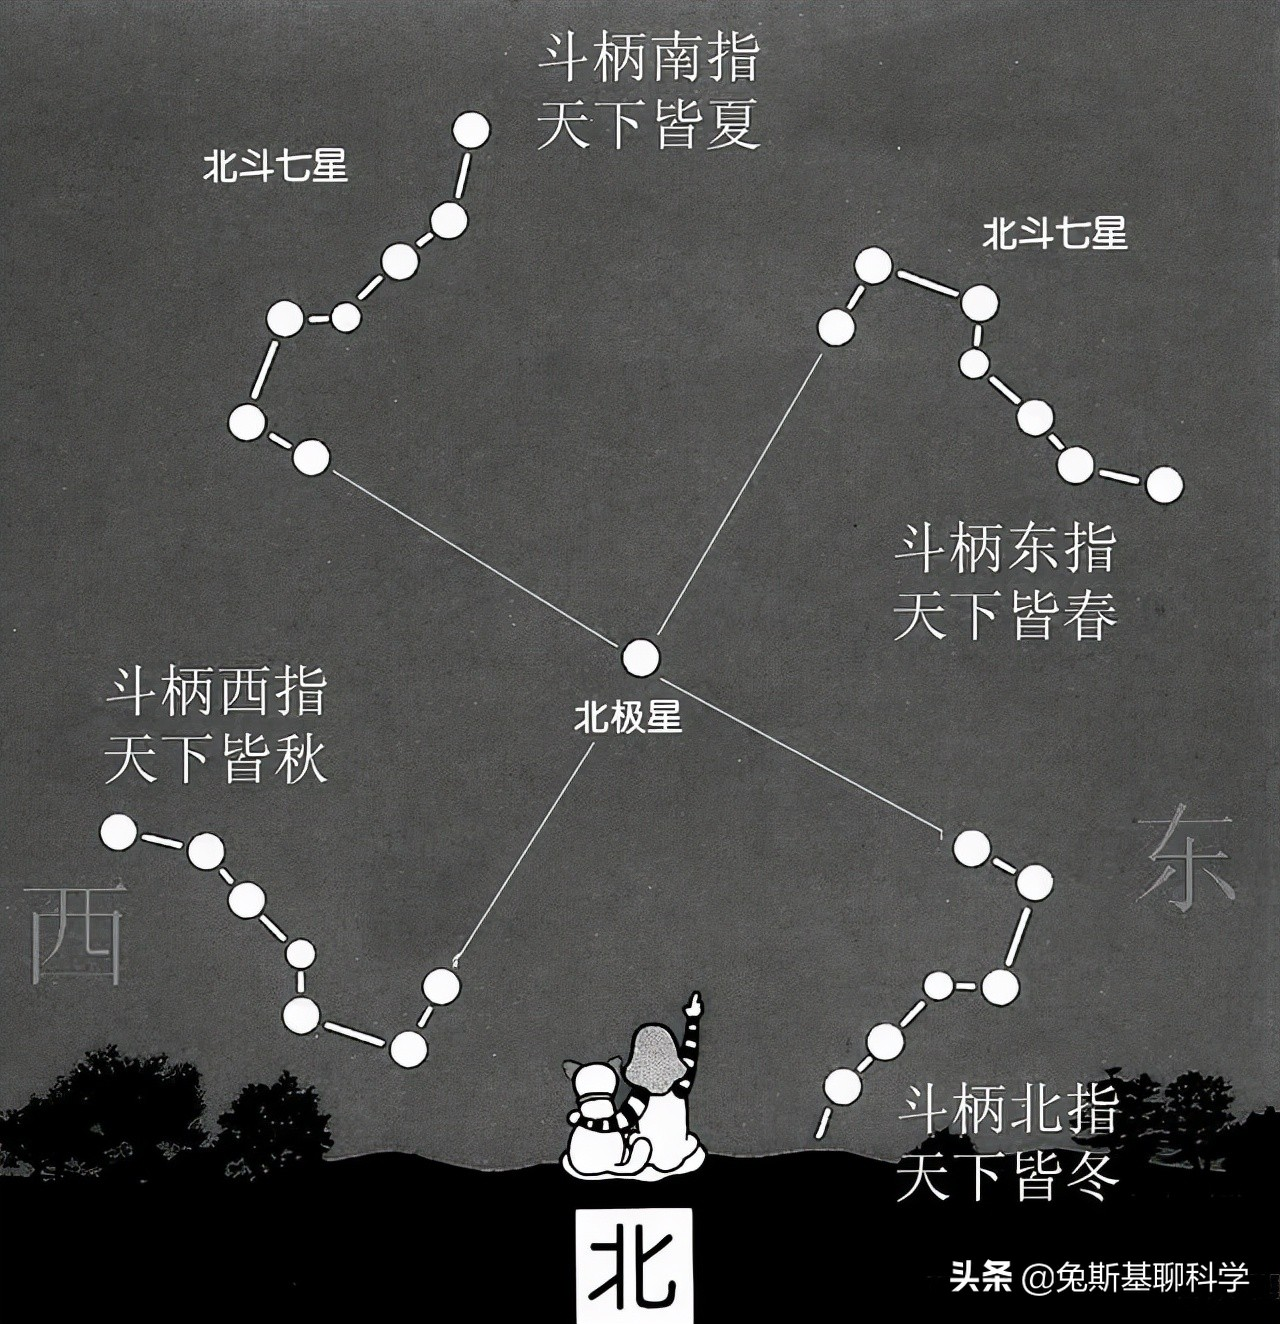 斗柄南指
天下皆夏
北斗七星
北斗七星
斗柄东指
天下皆春
斗柄西指
天下皆秋
北极星
东
西
斗柄北指
天下皆冬
北
头条 @兔斯基聊科学